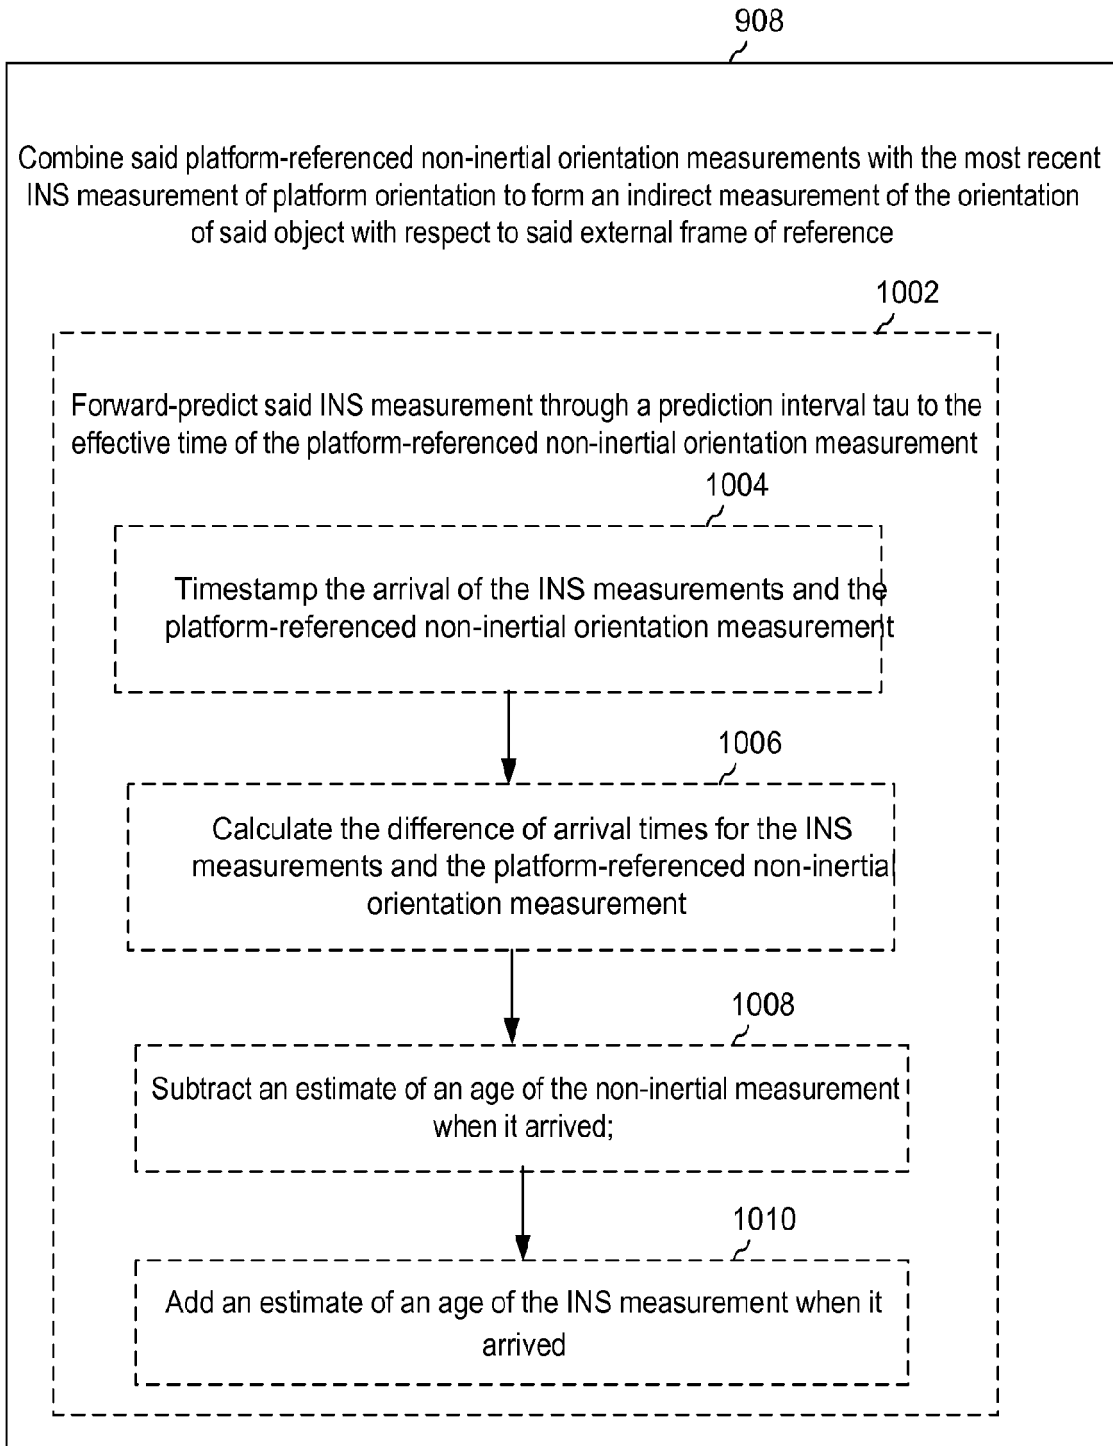 908
Combine said platform-referenced non-inertial orientation measurements with the most recent
INS measurement of platform orientation to form an indirect measurement of the orientation
of said object with respect to said external frame of reference
1002
Forward-predict said INS measurement through a prediction interval tau to the
effective time of the platform-referenced non-inertial orientation measurement
1004
Timestamp the arrival of the INS measurements and the
platform-referenced non-inertial orientation measurement
1006
Calculate the difference of arrival times for the INS
measurements and the platform-referenced non-inertial
orientation measurement
1008
Subtract an estimate of an age of the non-inertial measurement
when it arrived;
1010
Add an estimate of an age of the INS measurement when it
arrived